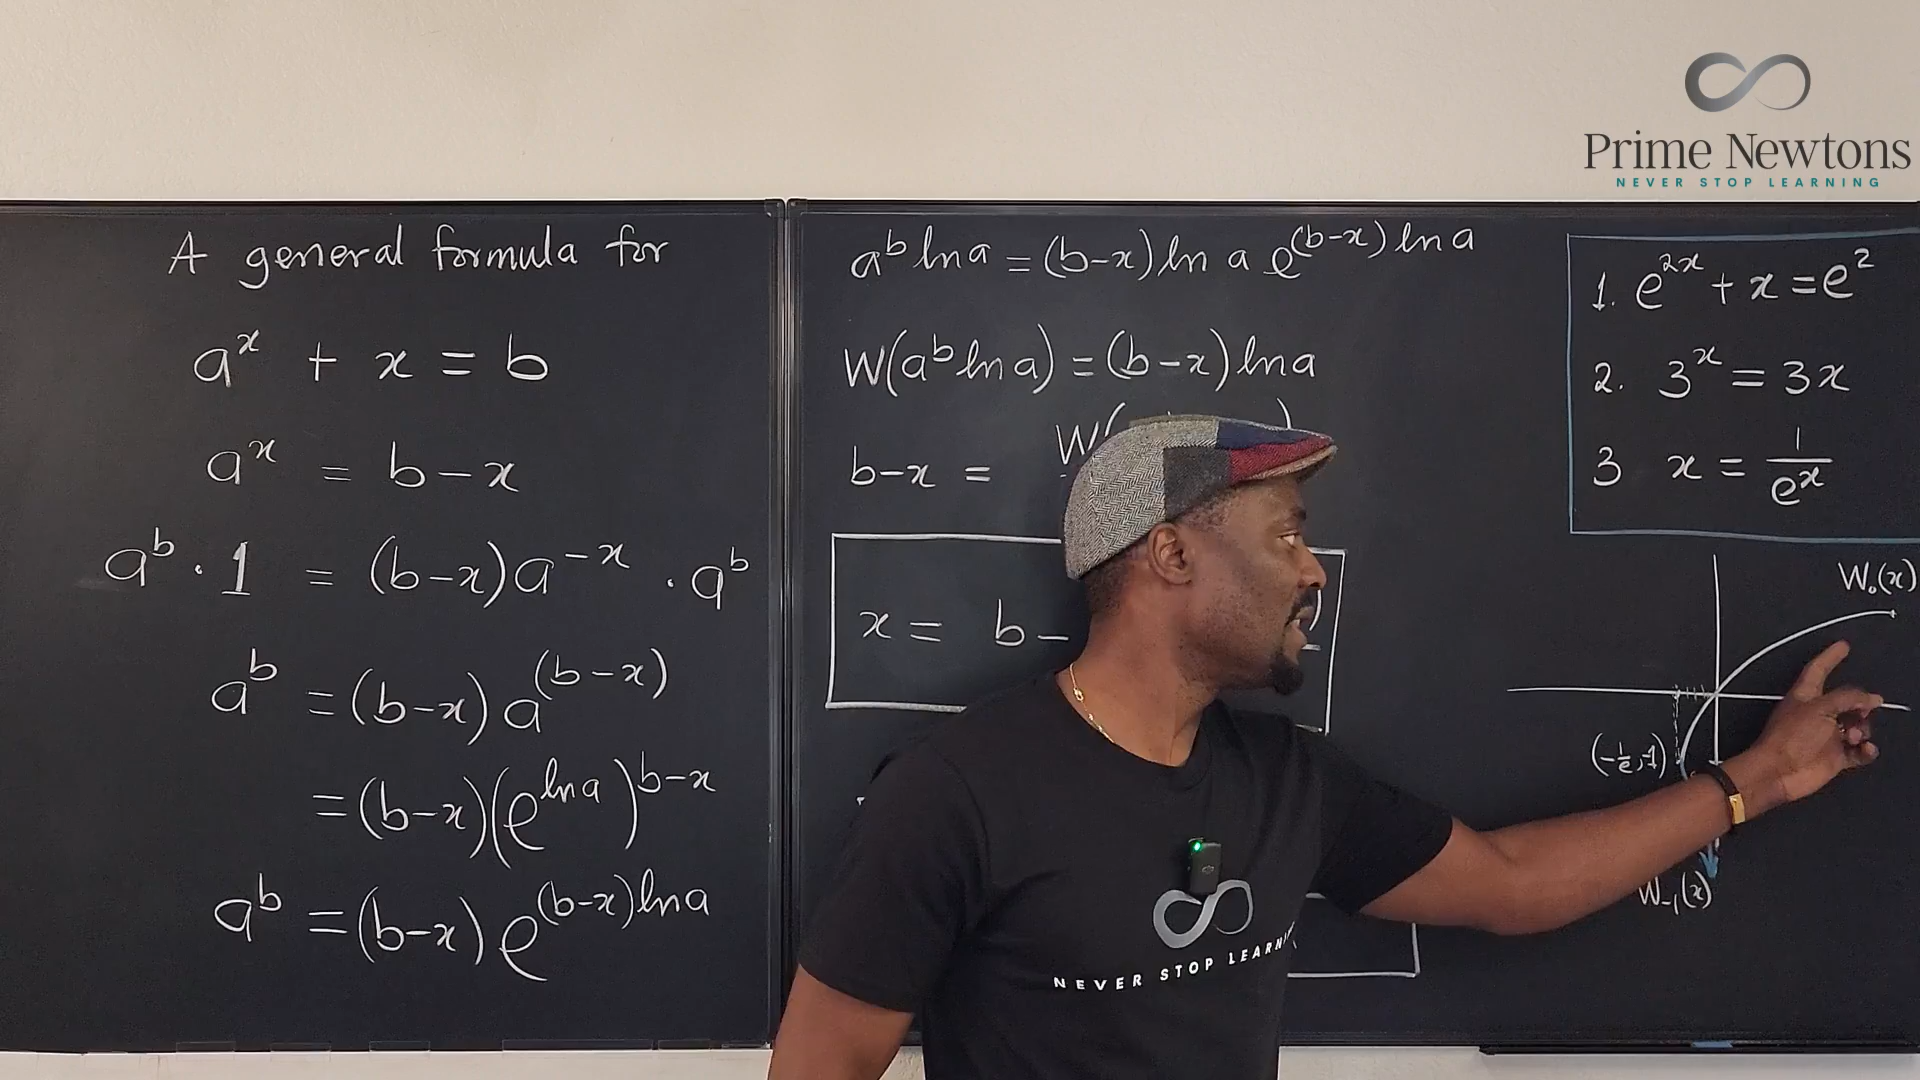 Prime Newtons
NEVER STOP LEARNING
A general formula for
a^x + x = b
a^x = b-x
a^b · 1 = (b-x)a^{-x} · a^b
a^b = (b-x) a^{(b-x)}
= (b-x)(e^{ln a})^{b-x}
a^b = (b-x) e^{(b-x)ln a}
a^b ln a = (b-x) ln a e^{(b-x) ln a}
W(a^b ln a) = (b-x) ln a
b-x = W(
x = b-
1. e^{2x} + x = e^2
2. 3^x = 3x
3 x = 1/e^x
W₀(x)
(-1/e, -1)
W₋₁(x)
NEVER STOP LEARNI